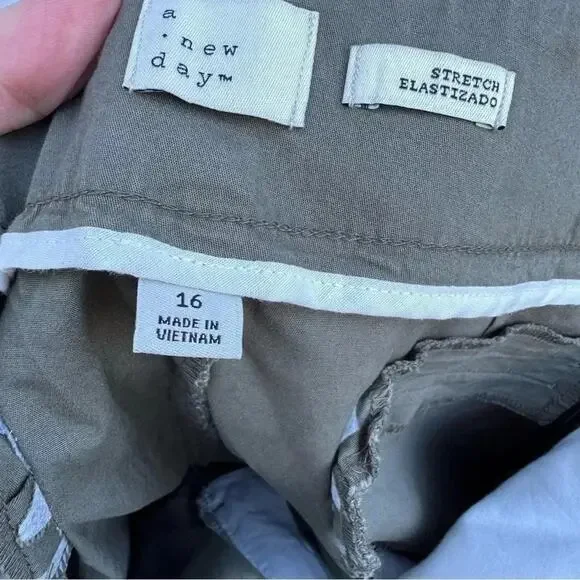 a
· new
day™
STRETCH
ELASTIZADO
16
MADE IN
VIETNAM